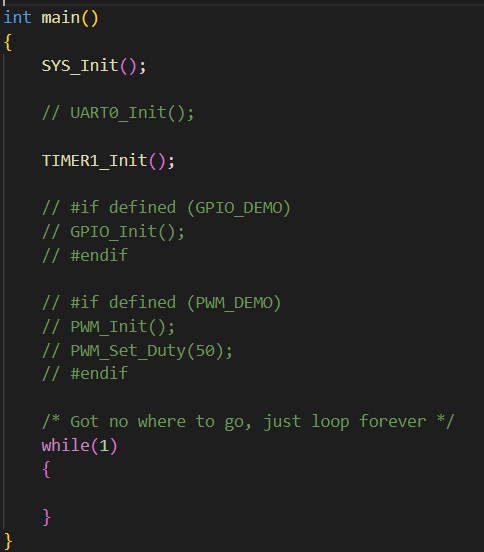 int main()
{
    SYS_Init();
    // UART0_Init();
    TIMER1_Init();
    // #if defined (GPIO_DEMO)
    // GPIO_Init();
    // #endif
    // #if defined (PWM_DEMO)
    // PWM_Init();
    // PWM_Set_Duty(50);
    // #endif
    /* Got no where to go, just loop forever */
    while(1)
    {
    }
}